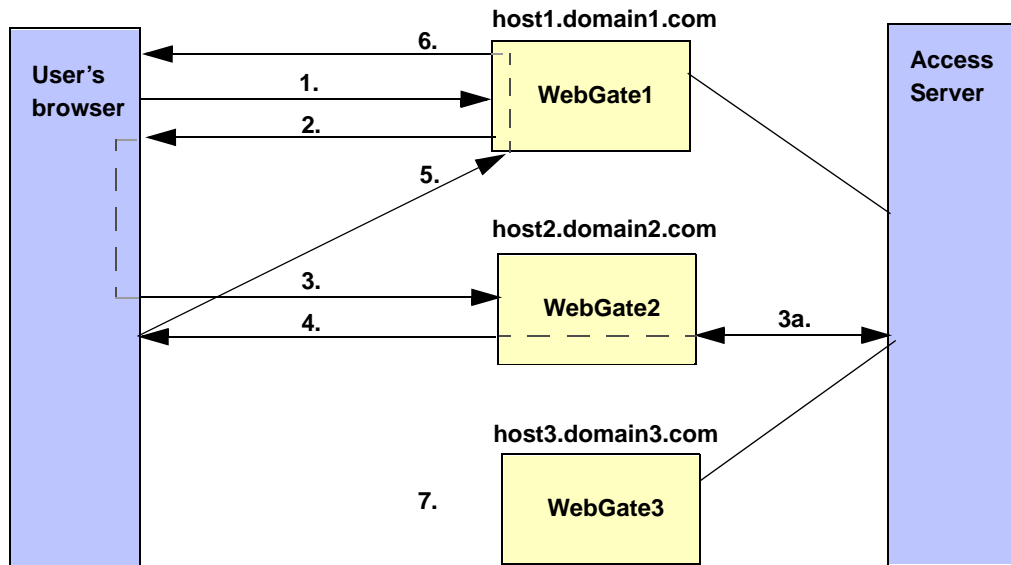 host1.domain1.com
6.
User's
browser
1.
WebGate1
Access
Server
2.
5.
host2.domain2.com
3.
WebGate2
4.
3a.
host3.domain3.com
7.
WebGate3